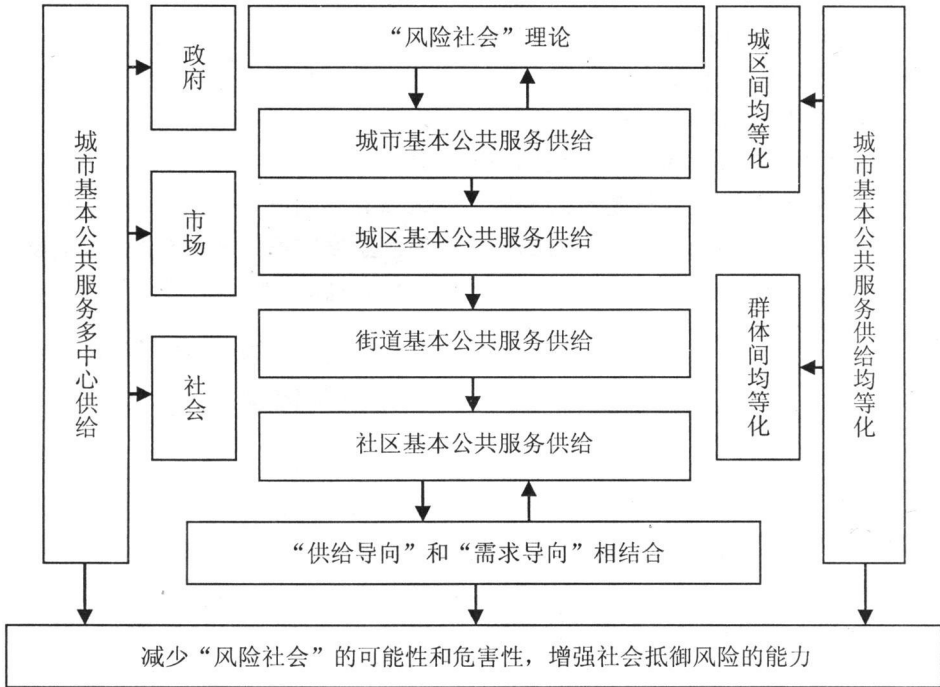 城市基本公共服务多中心供给
政府
市场
社会
“风险社会”理论
城市基本公共服务供给
城区基本公共服务供给
街道基本公共服务供给
社区基本公共服务供给
“供给导向”和“需求导向”相结合
城区间均等化
群体间均等化
城市基本公共服务供给均等化
减少“风险社会”的可能性和危害性，增强社会抵御风险的能力